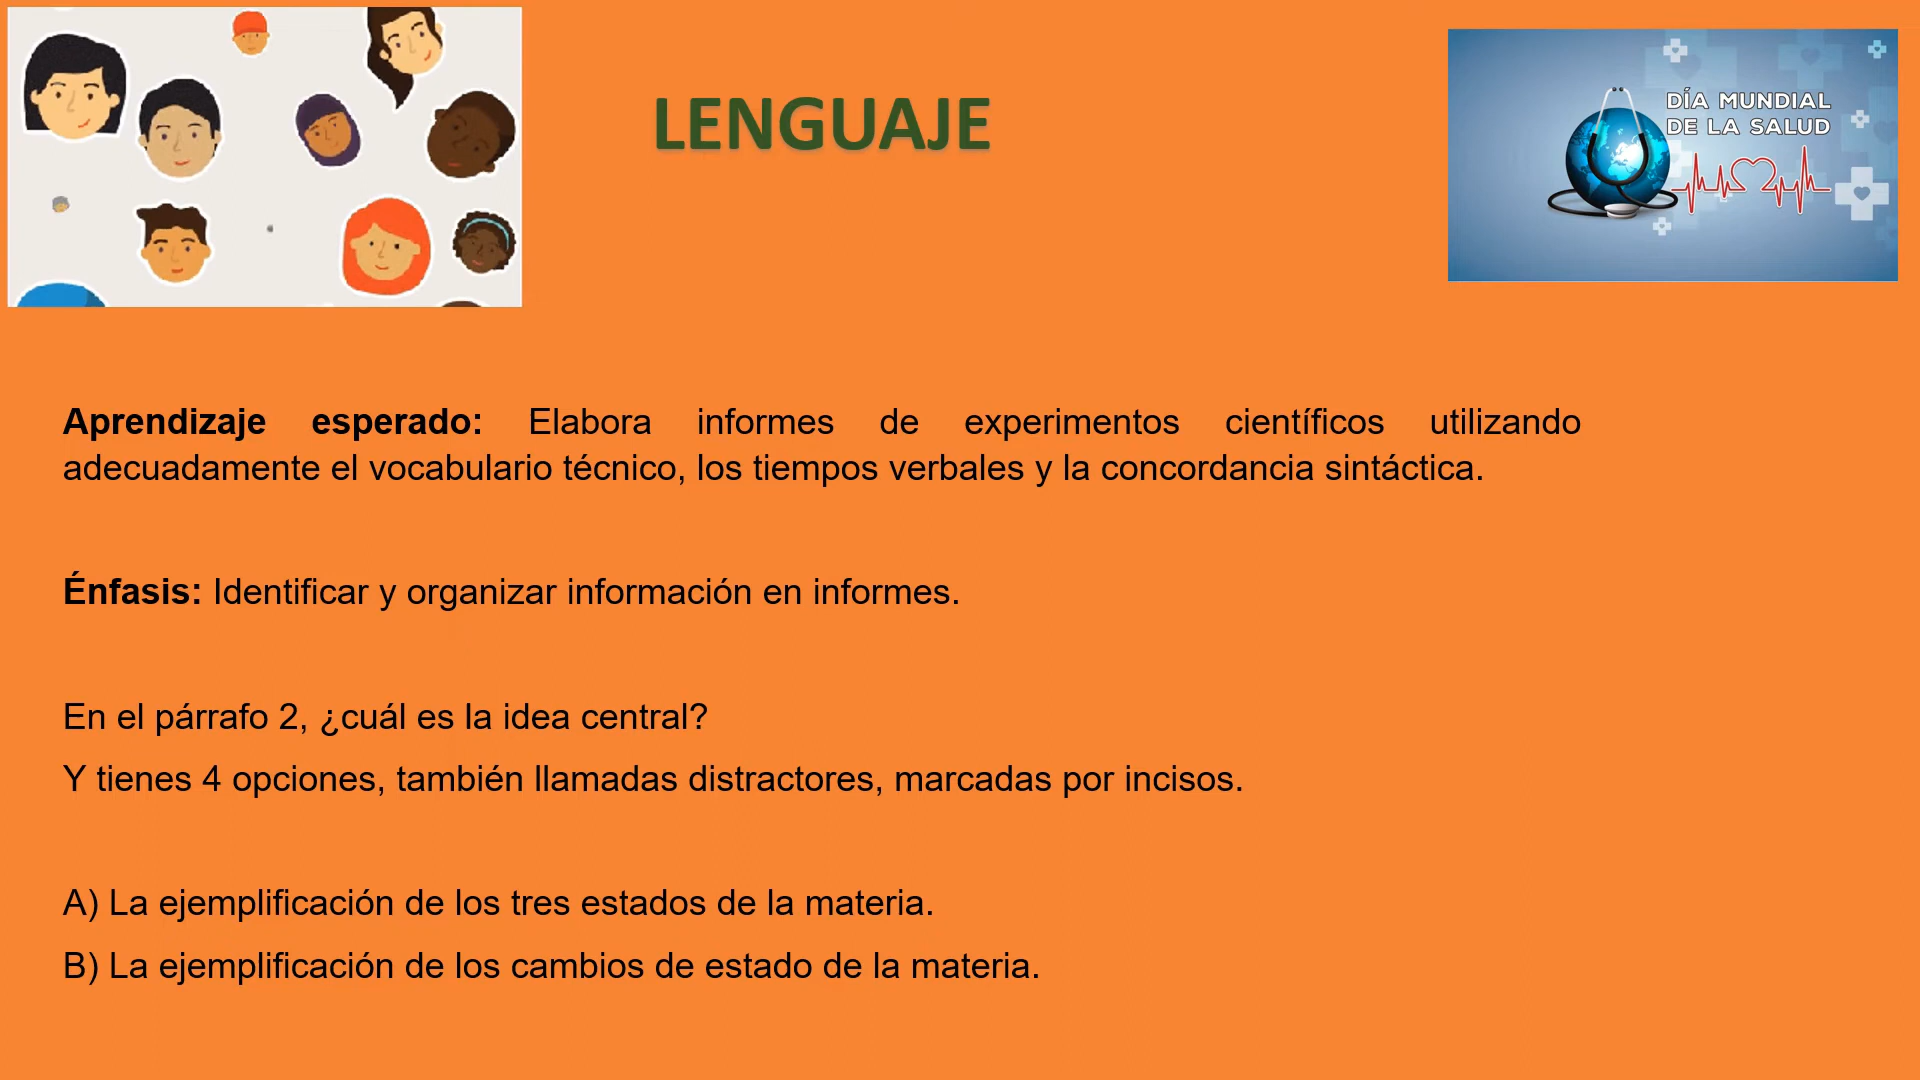 LENGUAJE
DÍA MUNDIAL
DE LA SALUD
Aprendizaje esperado: Elabora informes de experimentos científicos utilizando
adecuadamente el vocabulario técnico, los tiempos verbales y la concordancia sintáctica.
Énfasis: Identificar y organizar información en informes.
En el párrafo 2, ¿cuál es la idea central?
Y tienes 4 opciones, también llamadas distractores, marcadas por incisos.
A) La ejemplificación de los tres estados de la materia.
B) La ejemplificación de los cambios de estado de la materia.